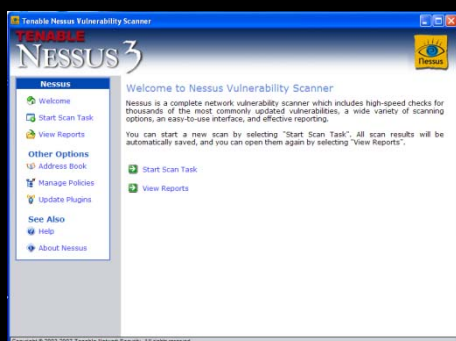 Tenable Nessus Vulnerability Scanner
TENABLE
NESSUS 3
Nessus
Nessus
Welcome
Start Scan Task
View Reports
Other Options
Address Book
Manage Policies
Update Plugins
See Also
Help
About Nessus
Welcome to Nessus Vulnerability Scanner
Nessus is a complete network vulnerability scanner which includes high-speed checks for
thousands of the most commonly updated vulnerabilities, a wide variety of scanning
options, an easy-to-use interface, and effective reporting.
You can start a new scan by selecting "Start Scan Task". All scan results will be
automatically saved, and you can open them again by selecting "View Reports".
Start Scan Task
View Reports